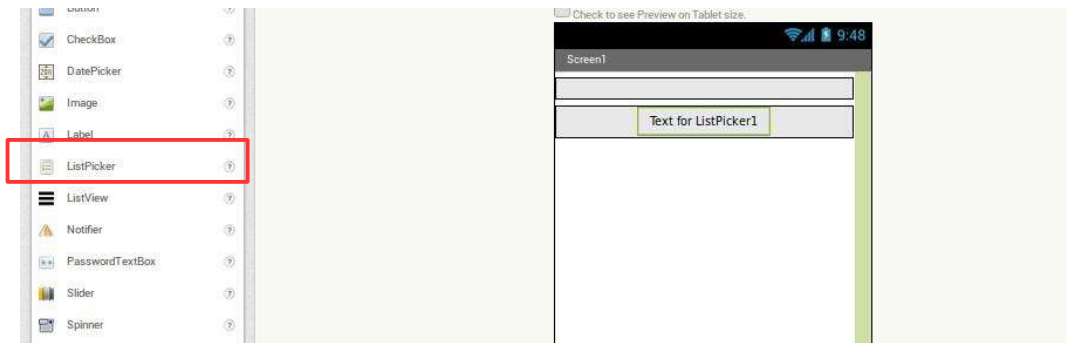 Button
CheckBox
DatePicker
Image
Label
ListPicker
ListView
Notifier
PasswordTextBox
Slider
Spinner
Check to see Preview on Tablet size.
9:48
Screen1
Text for ListPicker1